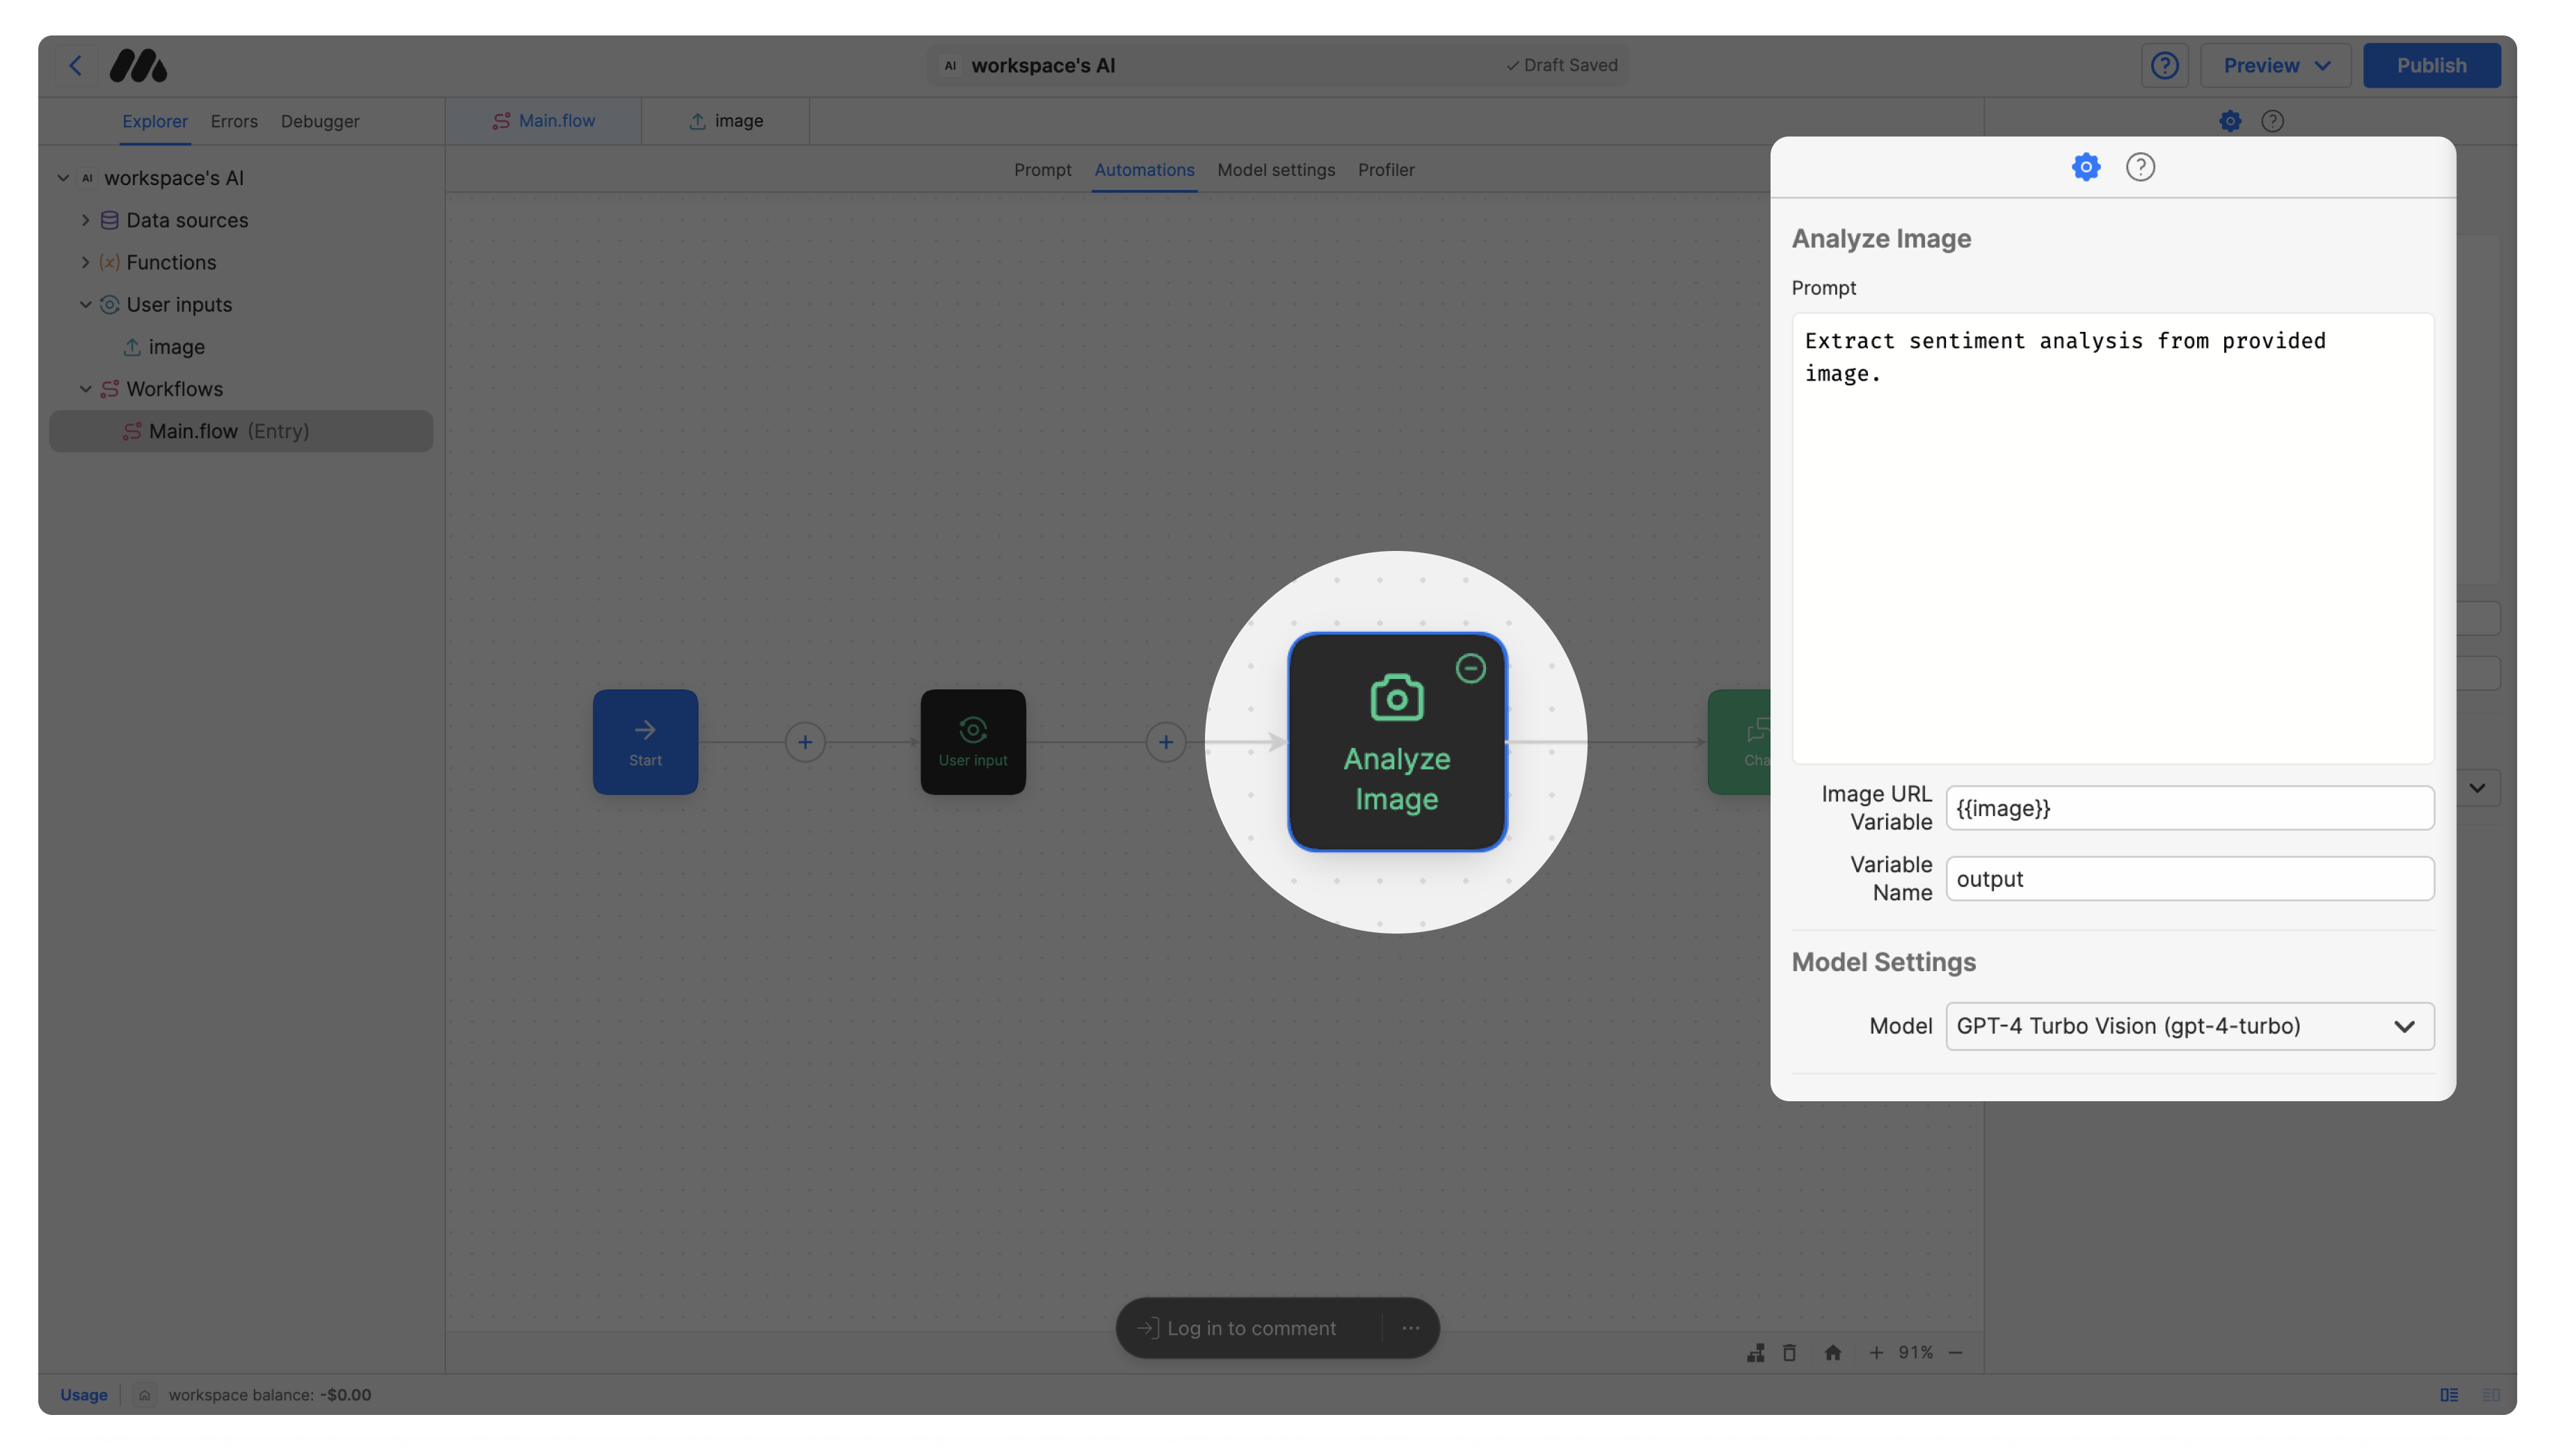 AI workspace's AI
Draft Saved
Preview
Publish
Explorer
Errors
Debugger
Main.flow
image
AI workspace's AI
Data sources
Functions
User inputs
image
Workflows
Main.flow (Entry)
Prompt
Automations
Model settings
Profiler
Start
User input
Analyze
Image
Cha
Analyze Image
Prompt
Extract sentiment analysis from provided
image.
Image URL
Variable
{{image}}
Variable
Name
output
Model Settings
Model
GPT-4 Turbo Vision (gpt-4-turbo)
Log in to comment
91%
Usage
workspace balance: -$0.00